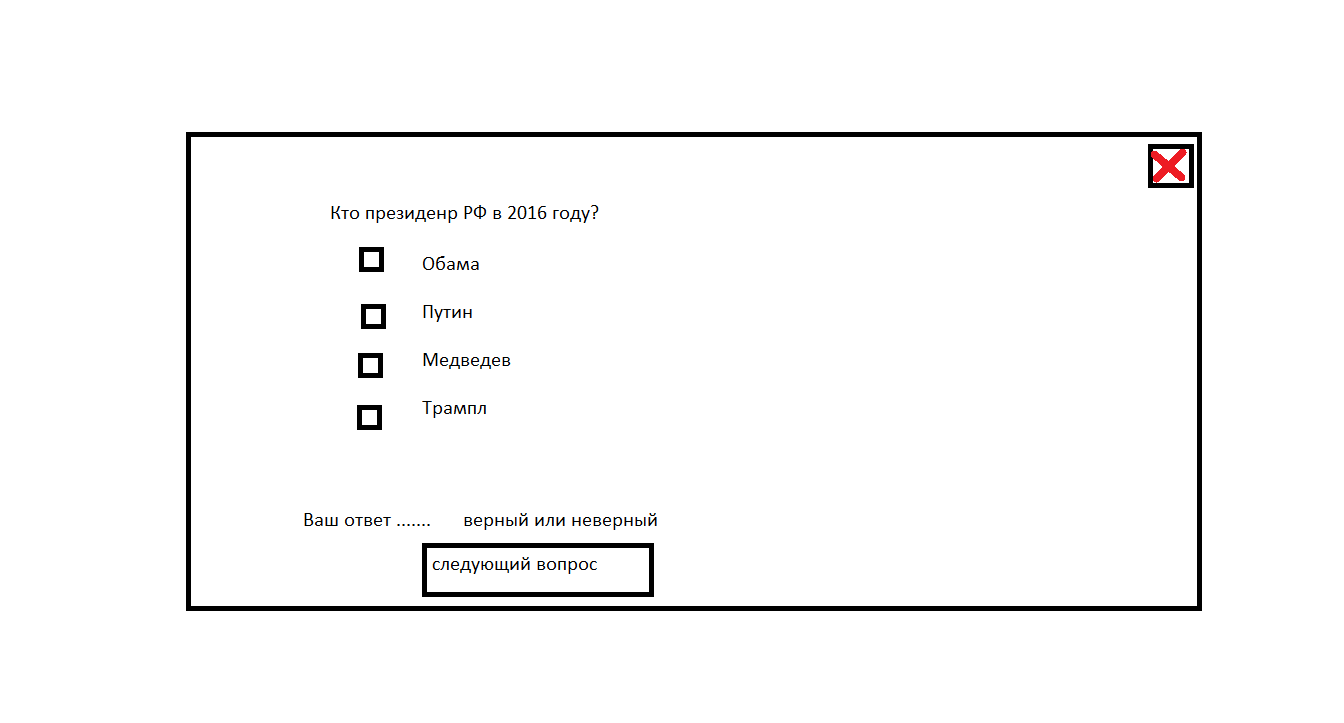 Кто президенр РФ в 2016 году?
Обама
Путин
Медведев
Трампл
Ваш ответ ....... верный или неверный
следующий вопрос